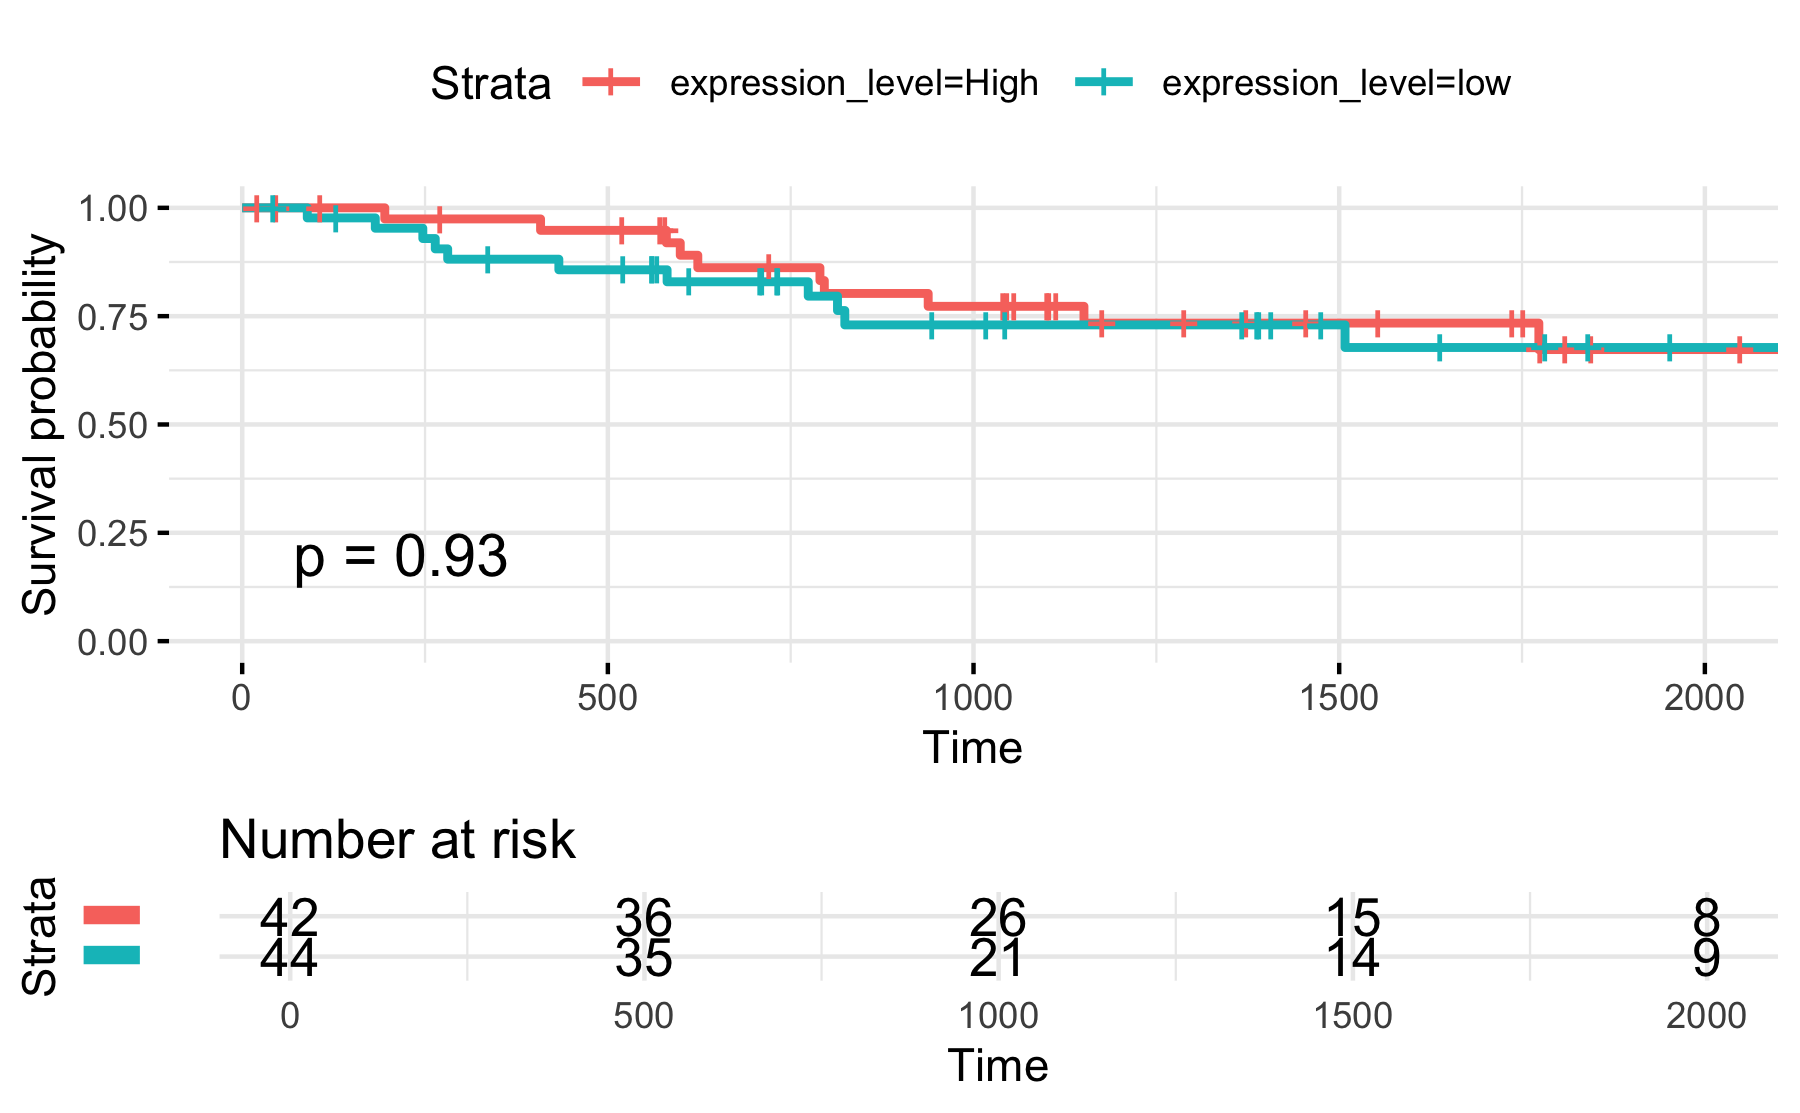 Strata expression_level=High expression_level=low
Survival probability
1.00
0.75
0.50
0.25
0.00
p = 0.93
0 500 1000 1500 2000
Time
Number at risk
Strata
42 36 26 15 8
44 35 21 14 9
0 500 1000 1500 2000
Time